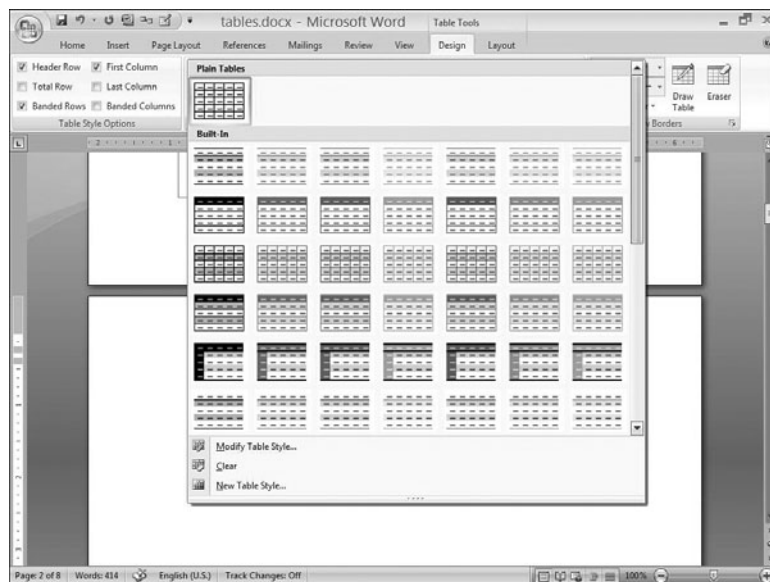 tables.docx - Microsoft Word
Table Tools
Home Insert Page Layout References Mailings Review View Design Layout
Header Row First Column
Total Row Last Column
Banded Rows Banded Columns
Table Style Options
Plain Tables
Built-In
Draw Table
Eraser
Borders
Modify Table Style...
Clear
New Table Style...
Page: 2 of 8 Words: 414 English (U.S.) Track Changes: Off 100%